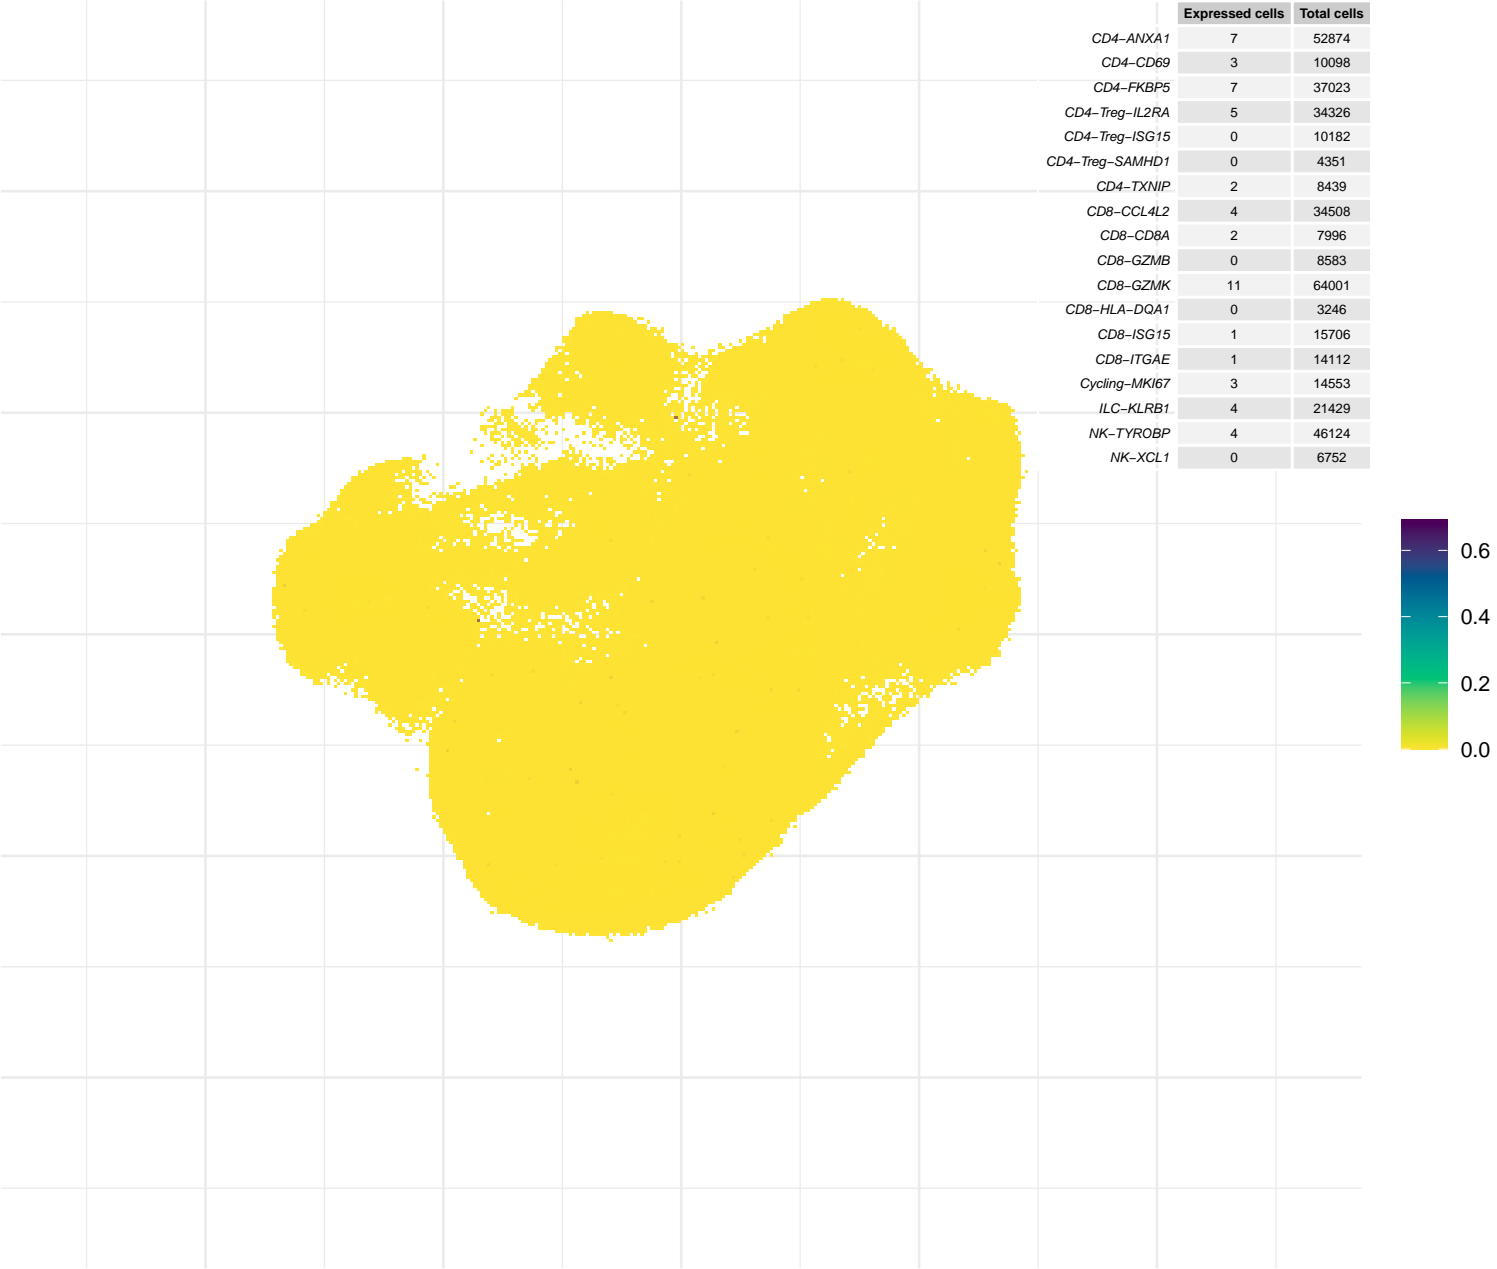 Expressed cells Total cells
CD4−ANXA1 7 52874
CD4−CD69 3 10098
CD4−FKBP5 7 37023
CD4−Treg−IL2RA 5 34326
CD4−Treg−ISG15 0 10182
CD4−Treg−SAMHD1 0 4351
CD4−TXNIP 2 8439
CD8−CCL4L2 4 34508
CD8−CD8A 2 7996
CD8−GZMB 0 8583
CD8−GZMK 11 64001
CD8−HLA−DQA1 0 3246
CD8−ISG15 1 15706
CD8−ITGAE 1 14112
Cycling−MKI67 3 14553
ILC−KLRB1 4 21429
NK−TYROBP 4 46124
NK−XCL1 0 6752
0.6
0.4
0.2
0.0